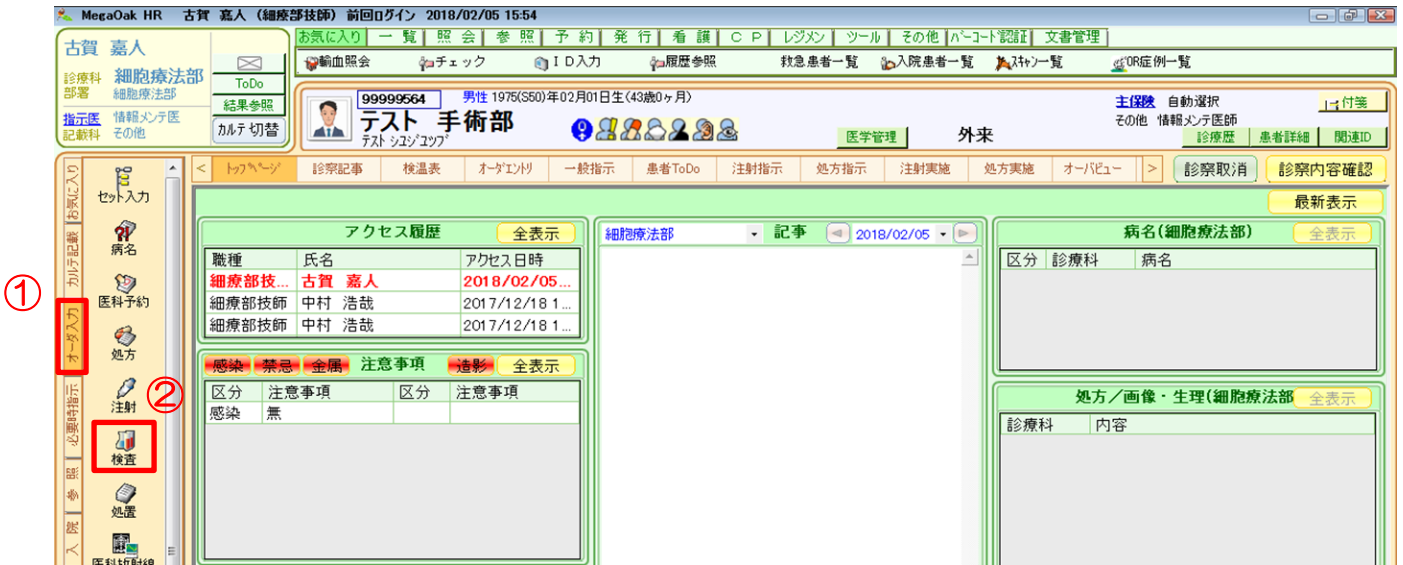 MegaOak HR 古賀 嘉人 (細療部技師) 前回ログイン 2018/02/05 15:54
古賀 嘉人
診療科 細胞療法部
部署 細胞療法部
指示医 情報メンテ医
記載科 その他
ToDo
結果参照
カルテ切替
お気に入り 一 覧 照 会 参 照 予 約 発 行 看 護 C P レジメン ツール その他 バーコード認証 文書管理
輸血照会 チェック ID入力 履歴参照 救急患者一覧 入院患者一覧 スキャン一覧 OR症例一覧
99999564 男性 1975(S50)年02月01日生(43歳0ヶ月)
テスト 手術部
テスト シユジユツブ
医学管理 外来
主保険 自動選択
その他 情報メンテ医師
付箋
診療歴 患者詳細 関連ID
< トップページ 診察記事 検温表 オーダエントリ 一般指示 患者ToDo 注射指示 処方指示 注射実施 処方実施 オーバビュー > 診察取消 診察内容確認
最新表示
お気に入り
カルテ記載
オーダ入力
必要時指示
参 照
入 院
①
②
セット入力
病名
医科予約
処方
注射
検査
処置
医科放射線
アクセス履歴 全表示
職種 氏名 アクセス日時
細療部技... 古賀 嘉人 2018/02/05...
細療部技師 中村 浩哉 2017/12/18 1...
細療部技師 中村 浩哉 2017/12/18 1...
感染 禁忌 金属 注意事項 造影 全表示
区分 注意事項 区分 注意事項
感染 無
細胞療法部 記事 2018/02/05
病名(細胞療法部) 全表示
区分 診療科 病名
処方/画像・生理(細胞療法部 全表示
診療科 内容